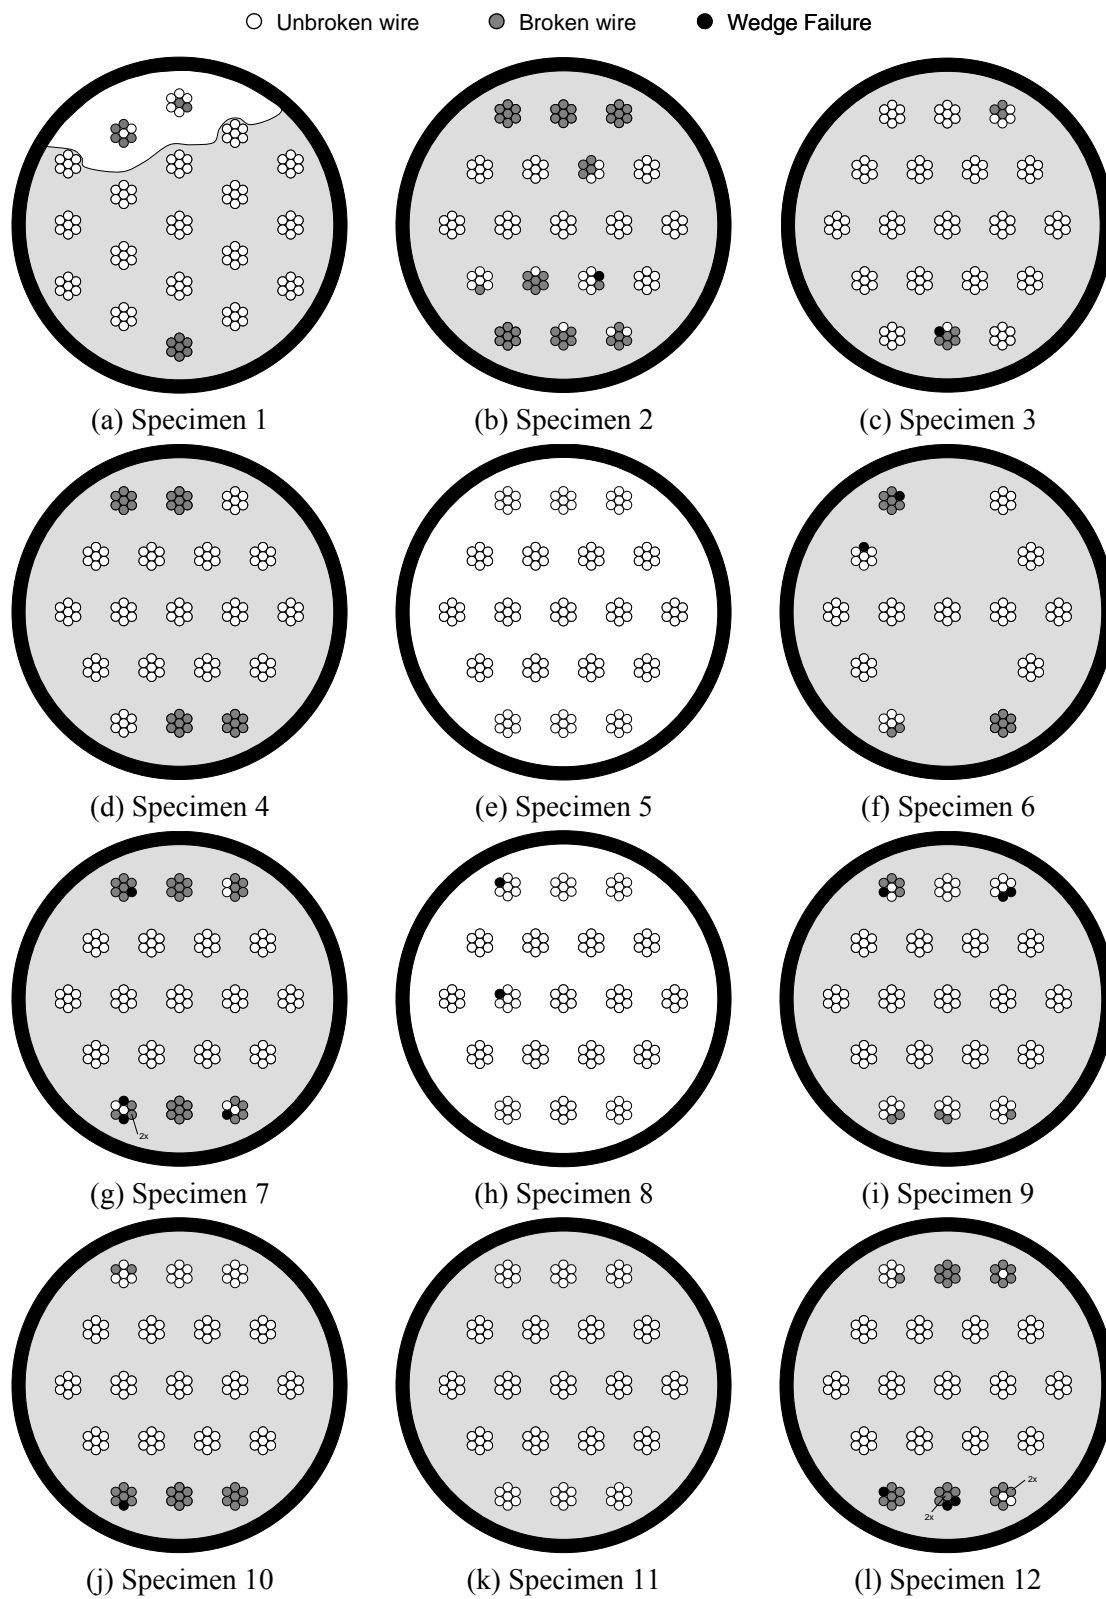 Unbroken wire Broken wire Wedge Failure
(a) Specimen 1 (b) Specimen 2 (c) Specimen 3
(d) Specimen 4 (e) Specimen 5 (f) Specimen 6
2x
(g) Specimen 7 (h) Specimen 8 (i) Specimen 9
2x
2x
(j) Specimen 10 (k) Specimen 11 (l) Specimen 12